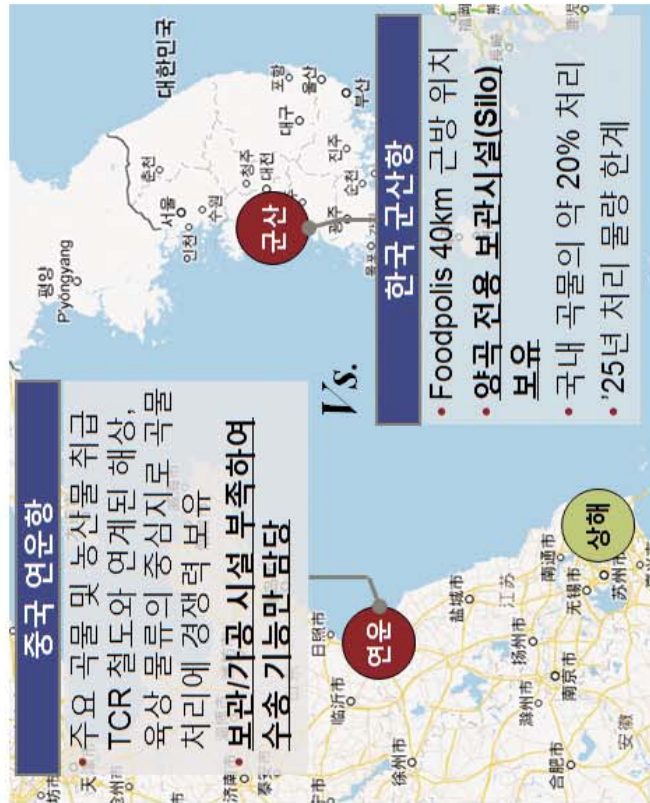 중국 연운항
• 주요 곡물 및 농산물 취급
TCR 철도와 연계된 해상,
육상 물류의 중심지로 곡물
처리에 경쟁력 보유
• 보관/가공 시설 부족하여
수송 기능만 담당
Vs.
한국 군산항
• Foodpolis 40km 근방 위치
• 양곡 전용 보관시설(Silo)
보유
• 국내 곡물의 약 20% 처리
• '25년 처리 물량 한계
연운
상해
군산
평양
P'yŏngyang
대한민국
춘천
서울
인천
수원
청주
대전
포항
대구
울산
부산
진주
순천
광주
济南市
日照市
临沂市
徐州市
盐城市
江苏
南通市
扬州市
无锡市
苏州市
滁州市
南京市
合肥市
安徽
福岡
長崎